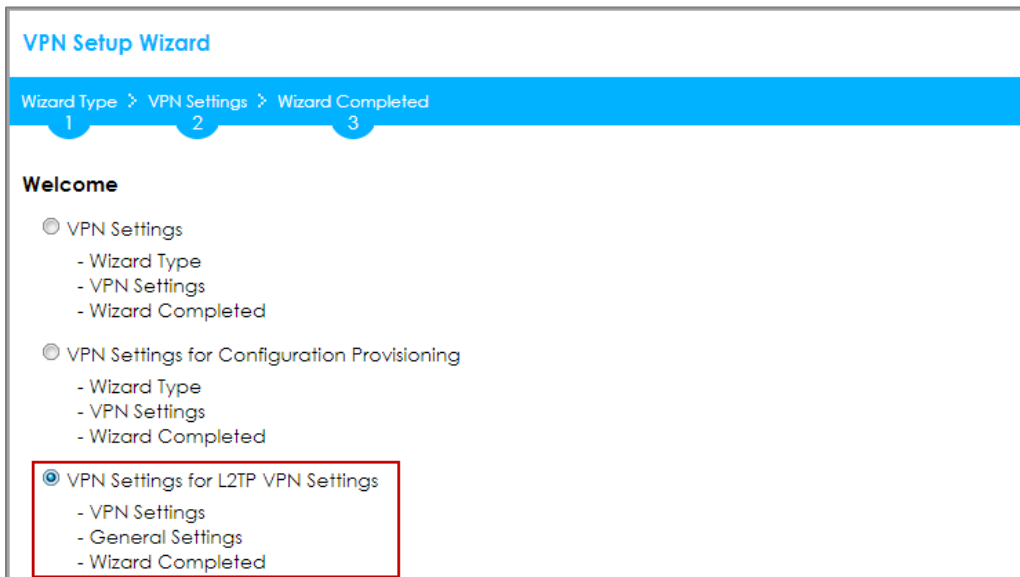 VPN Setup Wizard
Wizard Type > VPN Settings > Wizard Completed
1 2 3
Welcome
VPN Settings
- Wizard Type
- VPN Settings
- Wizard Completed
VPN Settings for Configuration Provisioning
- Wizard Type
- VPN Settings
- Wizard Completed
VPN Settings for L2TP VPN Settings
- VPN Settings
- General Settings
- Wizard Completed